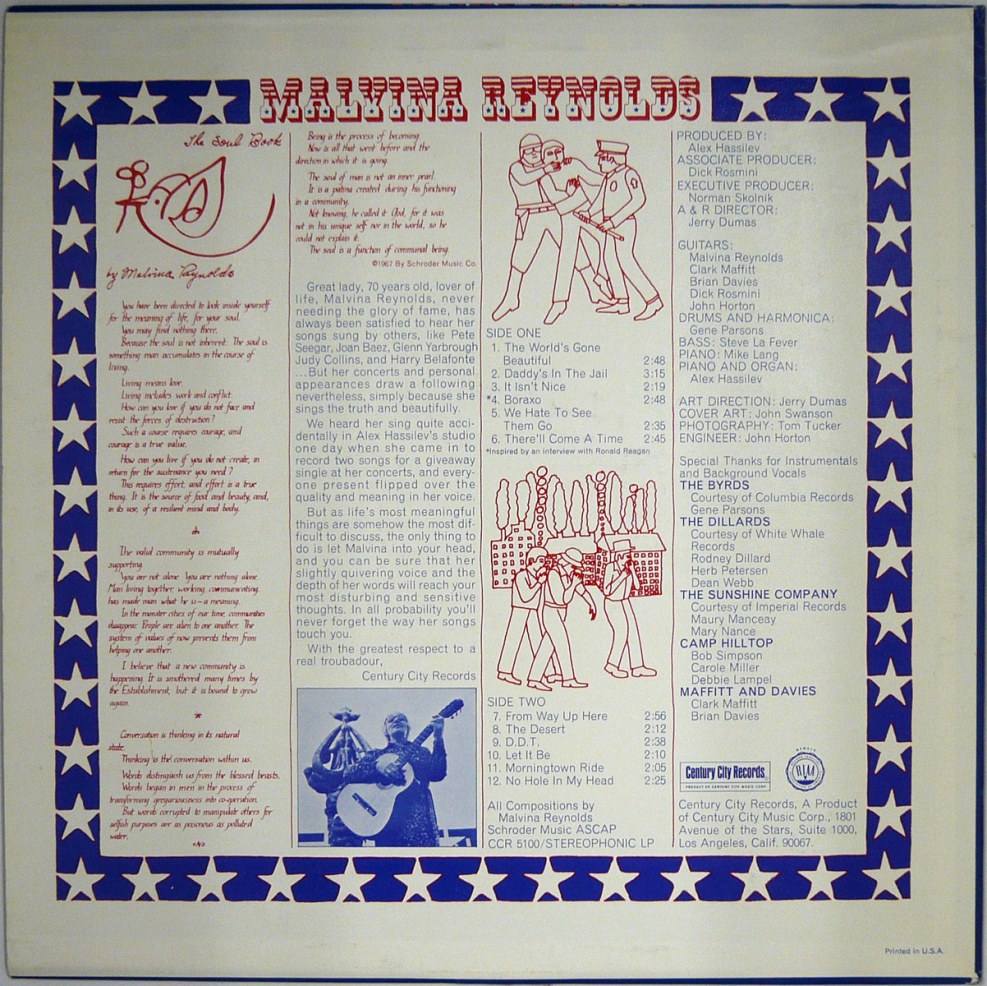 MALVINA REYNOLDS
The Soul Book
by Malvina Reynolds
You have been directed to look inside yourself
for the meaning of life, for your soul.
You may find nothing there.
Because the soul is not inherent. The soul is
something man accumulates in the course of
living.
Living means love.
Living includes work and conflict.
How can you love if you do not face and
resist the forces of destruction?
Such a course requires courage, and
courage is a true value.
How can you live if you do not create, in
return for the sustenance you need?
This requires effort, and effort is a true
thing. It is the source of food and beauty, and,
in its use, of a resilient mind and body.
The valid community is mutually
supporting.
You are not alone. You are nothing alone.
Man living together, working, communicating,
has made man what he is—a meaning.
In the monster cities of our time, communities
disappear. People are alien to one another. The
system of values of now prevents them from
helping one another.
I believe that a new community is
happening. It is smothered many times by
the Establishment, but it is bound to grow
again.
Conversation is thinking in its natural
state.
Thinking is the conversation within us.
Words distinguish us from the blessed beasts.
Words began in men in the process of
transforming gregariousness into co-operation.
But words corrupted to manipulate others for
selfish purposes are as poisonous as polluted
water.
Being is the process of becoming.
Now is all that went before and the
direction in which it is going.
The soul of man is not an inner pearl.
It is a patina created during his functioning
in a community.
Not knowing, he called it God, for it was
not in his unique self nor in the world, so he
could not explain it.
The soul is a function of communal being.
©1967 By Schroder Music Co.
Great lady, 70 years old, lover of
life, Malvina Reynolds, never
needing the glory of fame, has
always been satisfied to hear her
songs sung by others, like Pete
Seegar, Joan Baez, Glenn Yarbrough
Judy Collins, and Harry Belafonte
...But her concerts and personal
appearances draw a following
nevertheless, simply because she
sings the truth and beautifully.
We heard her sing quite acci-
dentally in Alex Hassilev's studio
one day when she came in to
record two songs for a giveaway
single at her concerts, and every-
one present flipped over the
quality and meaning in her voice.
But as life's most meaningful
things are somehow the most dif-
ficult to discuss, the only thing to
do is let Malvina into your head,
and you can be sure that her
slightly quivering voice and the
depth of her words will reach your
most disturbing and sensitive
thoughts. In all probability you'll
never forget the way her songs
touch you.
With the greatest respect to a
real troubadour,
Century City Records
SIDE ONE
1. The World's Gone
Beautiful 2:48
2. Daddy's In The Jail 3:15
3. It Isn't Nice 2:19
*4. Boraxo 2:48
5. We Hate To See
Them Go 2:35
6. There'll Come A Time 2:45
*Inspired by an interview with Ronald Reagan
SIDE TWO
7. From Way Up Here 2:56
8. The Desert 2:12
9. D.D.T. 2:38
10. Let It Be 2:10
11. Morningtown Ride 2:05
12. No Hole In My Head 2:25
All Compositions by
Malvina Reynolds
Schroder Music ASCAP
CCR 5100/STEREOPHONIC LP
PRODUCED BY:
Alex Hassilev
ASSOCIATE PRODUCER:
Dick Rosmini
EXECUTIVE PRODUCER:
Norman Skolnik
A & R DIRECTOR:
Jerry Dumas
GUITARS:
Malvina Reynolds
Clark Maffitt
Brian Davies
Dick Rosmini
John Horton
DRUMS AND HARMONICA:
Gene Parsons
BASS: Steve La Fever
PIANO: Mike Lang
PIANO AND ORGAN:
Alex Hassilev
ART DIRECTION: Jerry Dumas
COVER ART: John Swanson
PHOTOGRAPHY: Tom Tucker
ENGINEER: John Horton
Special Thanks for Instrumentals
and Background Vocals
THE BYRDS
Courtesy of Columbia Records
Gene Parsons
THE DILLARDS
Courtesy of White Whale
Records
Rodney Dillard
Herb Petersen
Dean Webb
THE SUNSHINE COMPANY
Courtesy of Imperial Records
Maury Manceay
Mary Nance
CAMP HILLTOP
Bob Simpson
Carole Miller
Debbie Lampel
MAFFITT AND DAVIES
Clark Maffitt
Brian Davies
Century City Records
PRODUCT OF CENTURY CITY MUSIC CORP.
Century City Records, A Product
of Century City Music Corp., 1801
Avenue of the Stars, Suite 1000,
Los Angeles, Calif. 90067.
Printed in U.S.A.